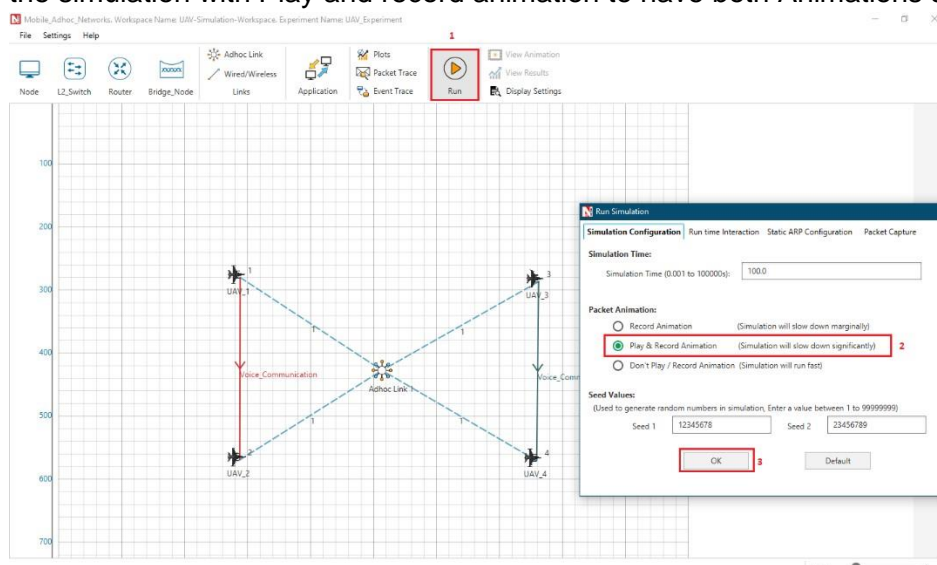 the simulation with Play and record animation to have both Animations
Mobile_Adhoc_Networks. Workspace Name: UAV-Simulation-Workspace. Experiment Name: UAV_Experiment
File Settings Help
1
Adhoc Link
Plots
View Animation
Wired/Wireless
Packet Trace
View Results
Node L2_Switch Router Bridge_Node Links Application Event Trace Run Display Settings
100
200
300
400
500
600
700
1
UAV_1
3
UAV_3
1
1
Voice_Communication
Adhoc Link 1
Voice_Comm
1
1
2
UAV_2
4
UAV_4
Run Simulation
Simulation Configuration Run time Interaction Static ARP Configuration Packet Capture
Simulation Time:
Simulation Time (0.001 to 100000s): 100.0
Packet Animation:
Record Animation (Simulation will slow down marginally)
Play & Record Animation (Simulation will slow down significantly) 2
Don't Play / Record Animation (Simulation will run fast)
Seed Values:
(Used to generate random numbers in simulation, Enter a value between 1 to 99999999)
Seed 1 12345678 Seed 2 23456789
OK 3 Default